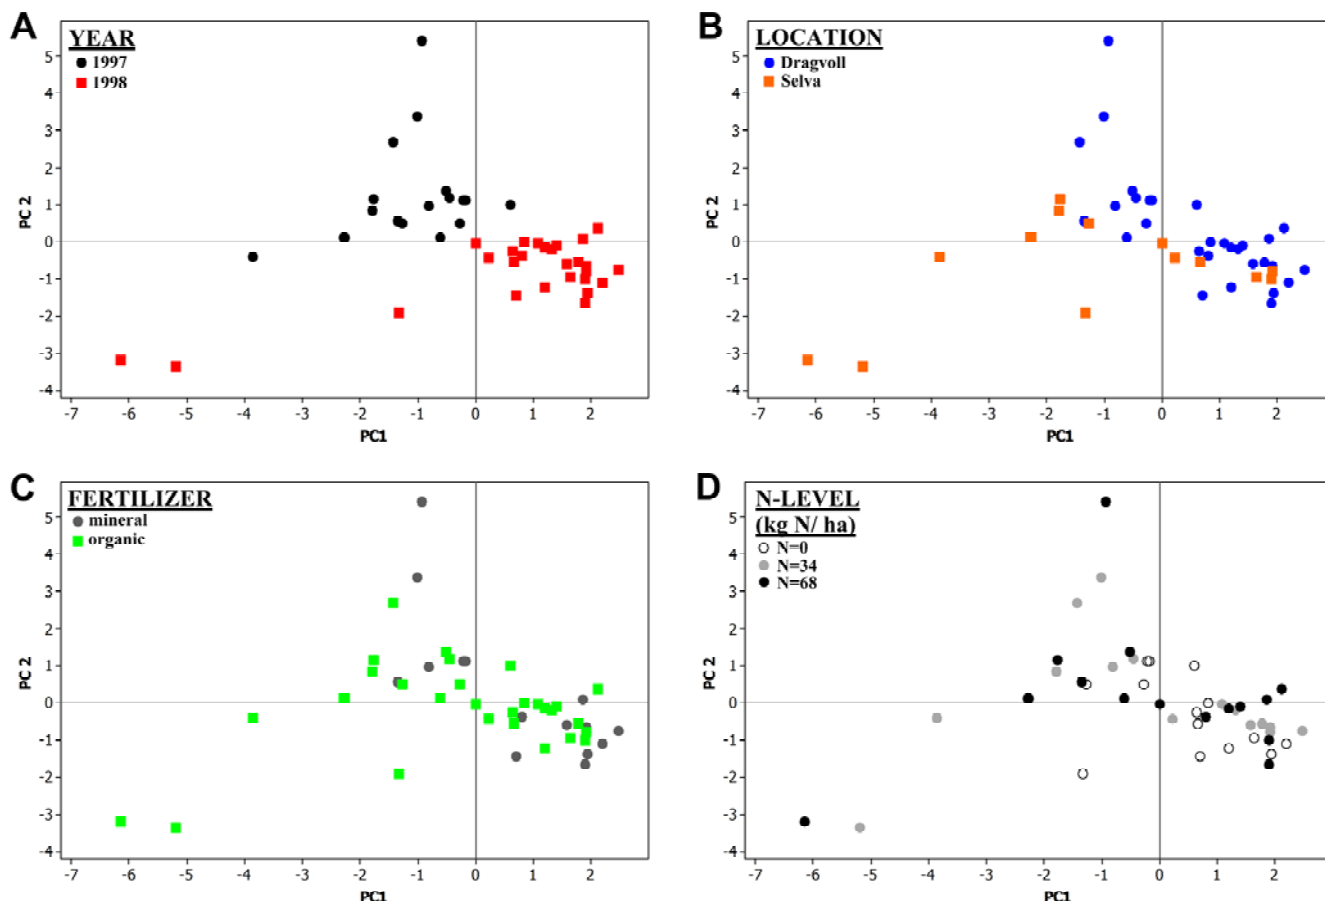 A
YEAR
1997
1998
5
4
3
2
1
0
-1
-2
-3
-4
PC 2
-7 -6 -5 -4 -3 -2 -1 0 1 2
PC1
B
LOCATION
Dragvoll
Selva
5
4
3
2
1
0
-1
-2
-3
-4
PC 2
-7 -6 -5 -4 -3 -2 -1 0 1 2
PC1
C
FERTILIZER
mineral
organic
5
4
3
2
1
0
-1
-2
-3
-4
PC 2
-7 -6 -5 -4 -3 -2 -1 0 1 2
PC1
D
N-LEVEL
(kg N/ ha)
N=0
N=34
N=68
5
4
3
2
1
0
-1
-2
-3
-4
PC 2
-7 -6 -5 -4 -3 -2 -1 0 1 2
PC1